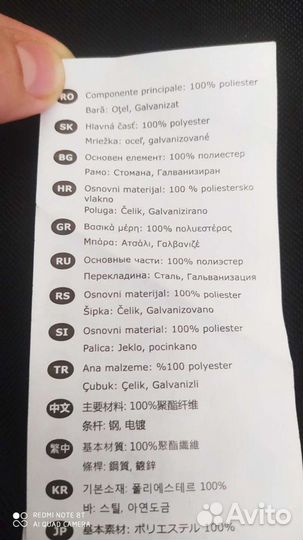 RO Componente principale: 100% poliester
Bară: Oțel, Galvanizat
SK Hlavná časť: 100% polyester
Mriežka: oceľ, galvanizované
BG Основен елемент: 100% полиестер
Рамо: Стомана, Галванизиран
HR Osnovni materijal: 100 % poliestersko
vlakno
Poluga: Čelik, Galvanizirano
GR Βασικά μέρη: 100% πολυεστέρας
Μπάρα: Ατσάλι, Γαλβανιζέ
RU Основные части: 100% полиэстер
Перекладина: Сталь, Гальванизация
RS Osnovni materijal: 100% poliester
Šipka: Čelik, Galvanizovano
SI Osnovni material: 100% poliester
Palica: Jeklo, pocinkano
TR Ana malzeme: %100 polyester
Çubuk: Çelik, Galvanizli
中文 主要材料: 100%聚酯纤维
条杆: 钢, 电镀
繁中 基本材質: 100%聚酯纖維
條桿: 鋼質, 鍍鋅
KR 기본소재: 폴리에스테르 100%
바: 스틸, 아연도금
JP 基本素材: ポリエステル 100%
REDMI NOTE 8T
AI QUAD CAMERA
Avito